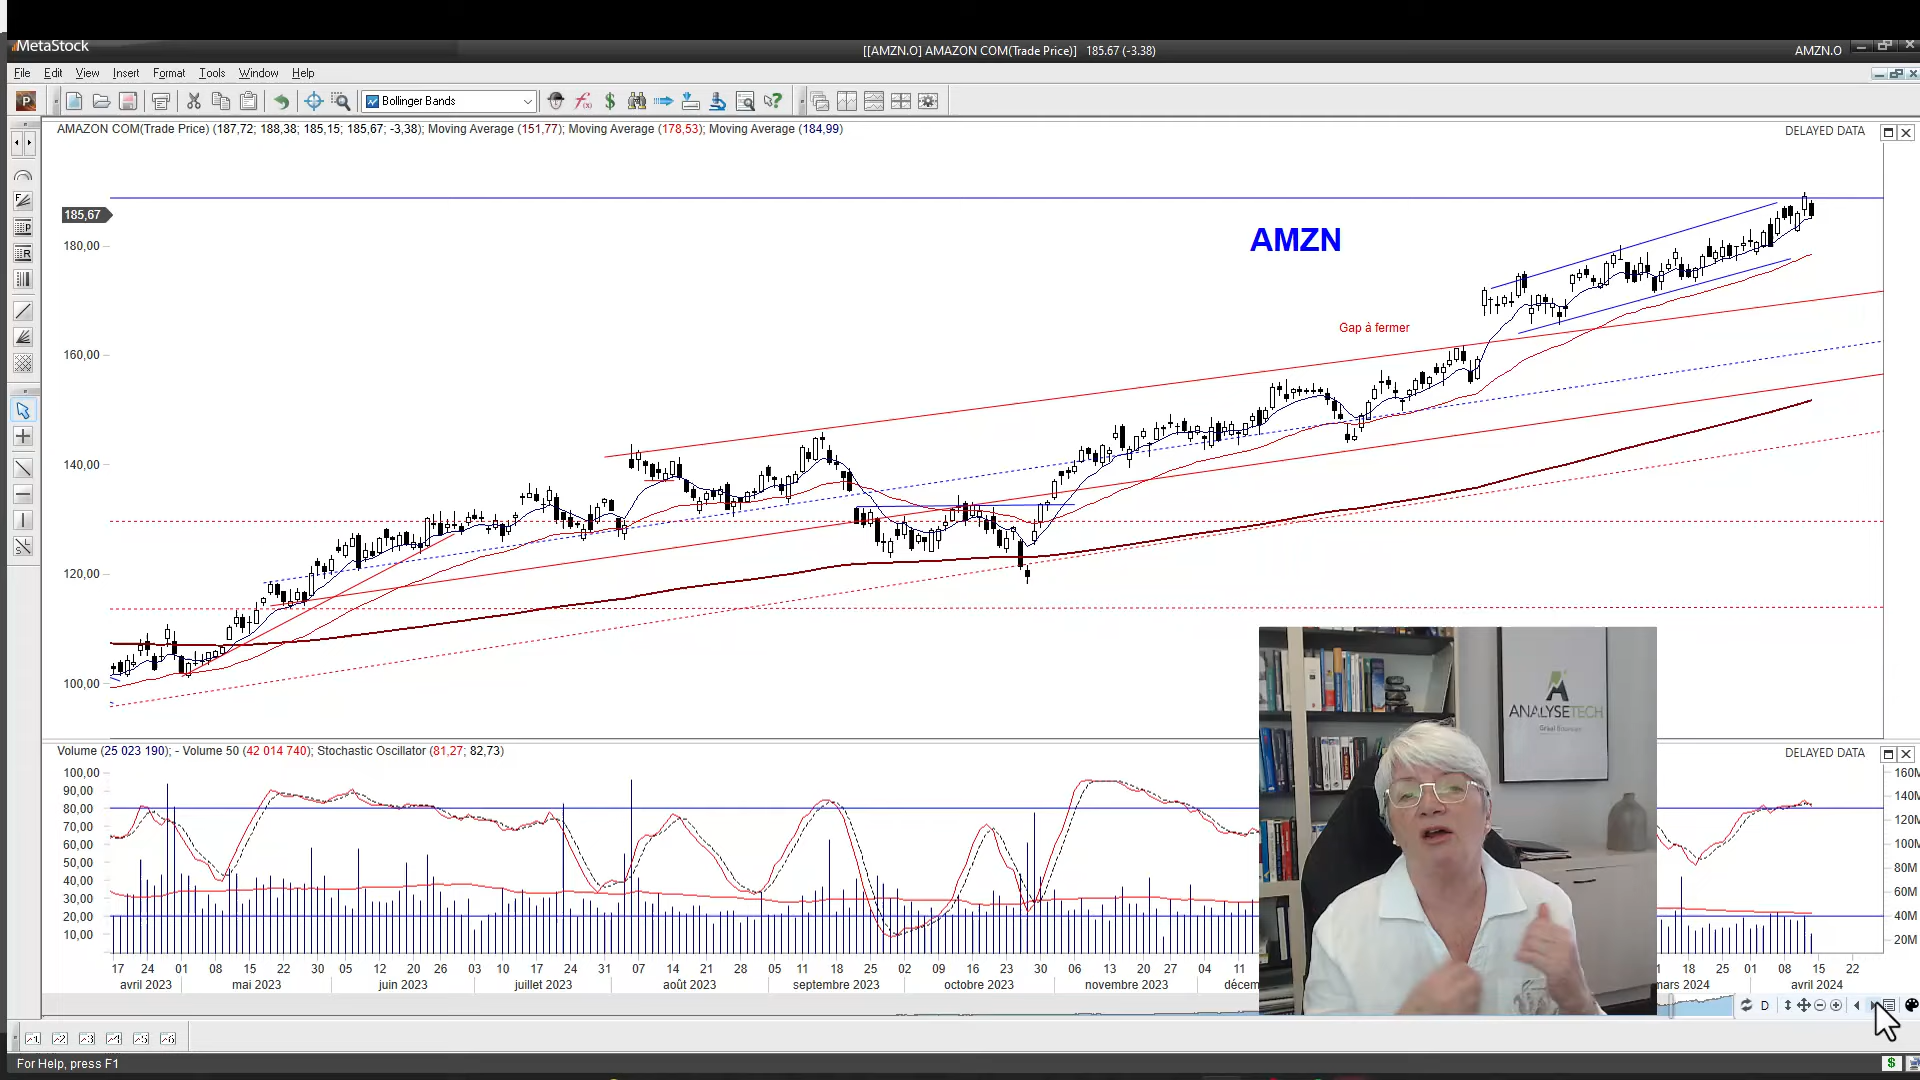 MetaStock
[[AMZN.O] AMAZON COM(Trade Price)] 185.67 (-3.38)
AMZN.O
File Edit View Insert Format Tools Window Help
P
Bollinger Bands
AMAZON COM(Trade Price) (187,72; 188,38; 185,15; 185,67; -3,38); Moving Average (151,77); Moving Average (178,53); Moving Average (184,99)
DELAYED DATA
185,67
180,00
160,00
140,00
120,00
100,00
AMZN
Gap à fermer
ANALYSETECH
Volume (25 023 190); - Volume 50 (42 014 740); Stochastic Oscillator (81,27; 82,73)
DELAYED DATA
100,00
90,00
80,00
70,00
60,00
50,00
40,00
30,00
20,00
10,00
160M
140M
120M
100M
80M
60M
40M
20M
17 24 01 08 15 22 30 05 12 20 26 03 10 17 24 31 07 14 21 28 05 11 18 25 02 09 16 23 30 06 13 20 27 04 11 18 25 01 08 15 22
avril 2023 mai 2023 juin 2023 juillet 2023 août 2023 septembre 2023 octobre 2023 novembre 2023 décem mars 2024 avril 2024
D
For Help, press F1